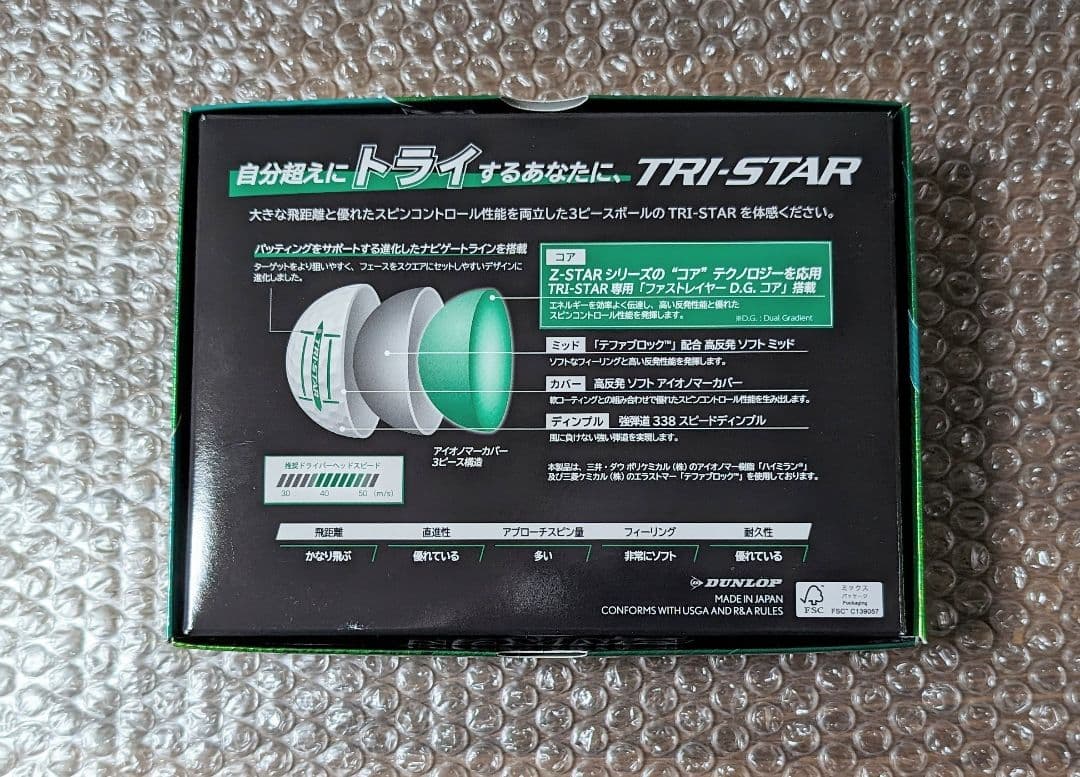 自分超えにトライするあなたに、TRI-STAR
大きな飛距離と優れたスピンコントロール性能を両立した3ピースボールの TRI-STAR を体感ください。
パッティングをサポートする進化したナビゲートラインを搭載
ターゲットをより狙いやすく、フェースをスクエアにセットしやすいデザインに
進化しました。
コア
Z-STAR シリーズの “コア” テクノロジーを応用
TRI-STAR 専用「ファストレイヤー D.G. コア」搭載
エネルギーを効率よく伝達し、高い反発性能と優れた
スピンコントロール性能を発揮します。
※D.G. : Dual Gradient
TRI-STAR
ミッド 「テファブロック™」配合 高反発 ソフト ミッド
ソフトなフィーリングと高い反発性能を発揮します。
カバー 高反発 ソフト アイオノマーカバー
軟コーティングとの組み合わせで優れたスピンコントロール性能を生み出します。
ディンプル 強弾道 338 スピードディンプル
風に負けない強い弾道を実現します。
アイオノマーカバー
3ピース構造
推奨ドライバーヘッドスピード
30 40 50 (m/s)
本製品は、三井・ダウ ポリケミカル (株) のアイオノマー樹脂「ハイミラン®」
及び三菱ケミカル (株) のエラストマー「テファブロック™」を使用しております。
飛距離 直進性 アプローチスピン量 フィーリング 耐久性
かなり飛ぶ 優れている 多い 非常にソフト 優れている
DUNLOP
MADE IN JAPAN
CONFORMS WITH USGA AND R&A RULES
FSC
ミックス
パッケージ
Packaging
FSC™ C139057